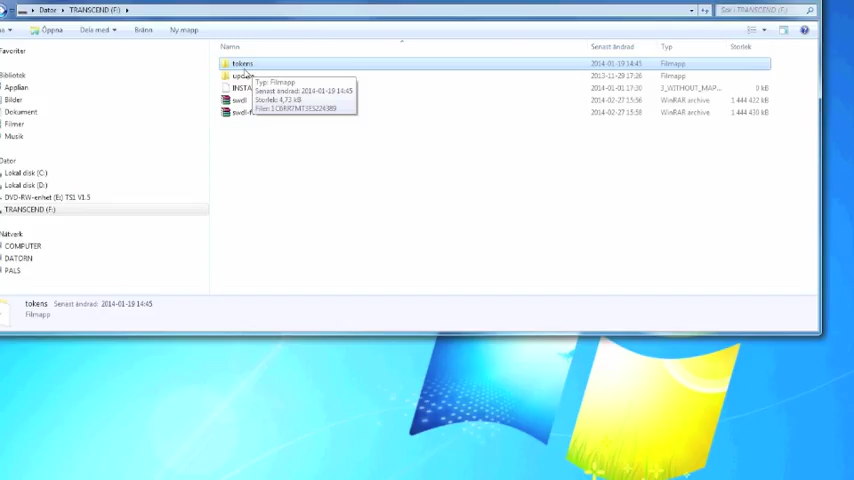 Dator ▸ TRANSCEND (F:) ▸
Sök i TRANSCEND (F:)
Öppna Dela med Bränn Ny mapp
Favoriter
Bibliotek
Bilder
Dokument
Filmer
Musik
Dator
Lokal disk (C:)
Lokal disk (D:)
DVD-RW-enhet (E:) TS1 V1.5
TRANSCEND (F:)
Nätverk
COMPUTER
DATORN
PALS
Namn Senast ändrad Typ Storlek
tokens 2014-01-19 14:45 Filmapp
2013-11-29 17:26 Filmapp
INSTA 2014-01-31 17:30 3_WITHOUT_MAP... 0 kB
swdl 2014-02-27 15:56 WinRAR archive 1 444 422 kB
2014-02-27 15:58 WinRAR archive 1 444 430 kB
Typ: Filmapp
Senast ändrad: 2014-01-19 14:45
Storlek: 4,73 kB
tokens Senast ändrad: 2014-01-19 14:45
Filmapp